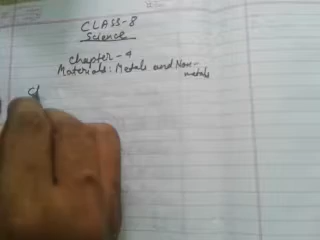 CLASS-8
Science
Chapter-4
Materials: Metals and Non-
metals